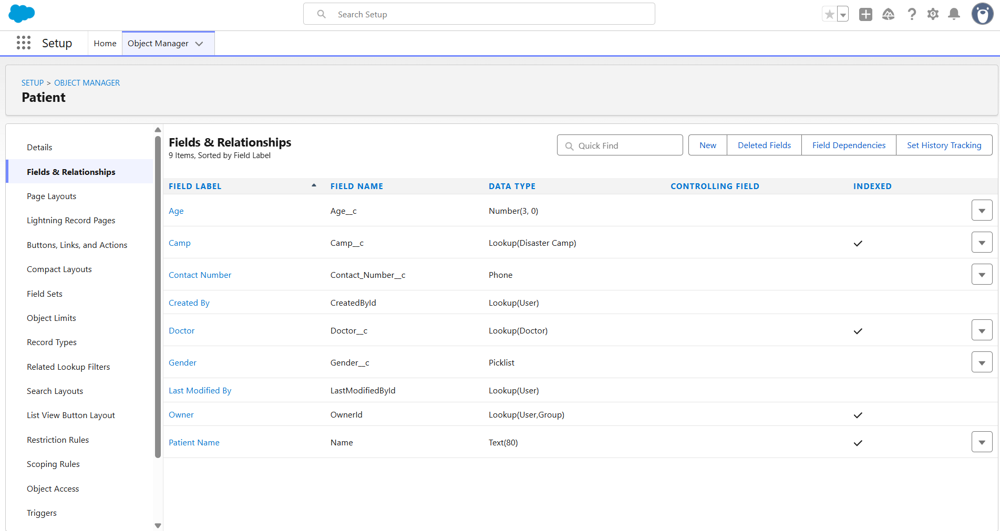 Search Setup
Setup
Home
Object Manager
SETUP > OBJECT MANAGER
Patient
Details
Fields & Relationships
Page Layouts
Lightning Record Pages
Buttons, Links, and Actions
Compact Layouts
Field Sets
Object Limits
Record Types
Related Lookup Filters
Search Layouts
List View Button Layout
Restriction Rules
Scoping Rules
Object Access
Triggers
Fields & Relationships
9 Items, Sorted by Field Label
Quick Find
New
Deleted Fields
Field Dependencies
Set History Tracking
FIELD LABEL FIELD NAME DATA TYPE CONTROLLING FIELD INDEXED
Age Age__c Number(3, 0)
Camp Camp__c Lookup(Disaster Camp)
Contact Number Contact_Number__c Phone
Created By CreatedById Lookup(User)
Doctor Doctor__c Lookup(Doctor)
Gender Gender__c Picklist
Last Modified By LastModifiedById Lookup(User)
Owner OwnerId Lookup(User,Group)
Patient Name Name Text(80)